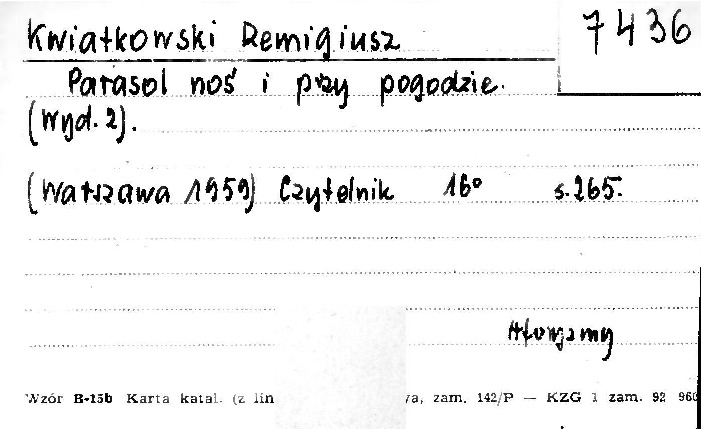 Kwiatkowski Remigiusz
7436
Parasol noś i przy pogodzie.
(Wyd. 2).
(Warszawa 1959) Czytelnik 16° s. 265.
Wzór B-15b Karta katal. (z lin
a, zam. 142/P — KZG 1 zam. 92 960